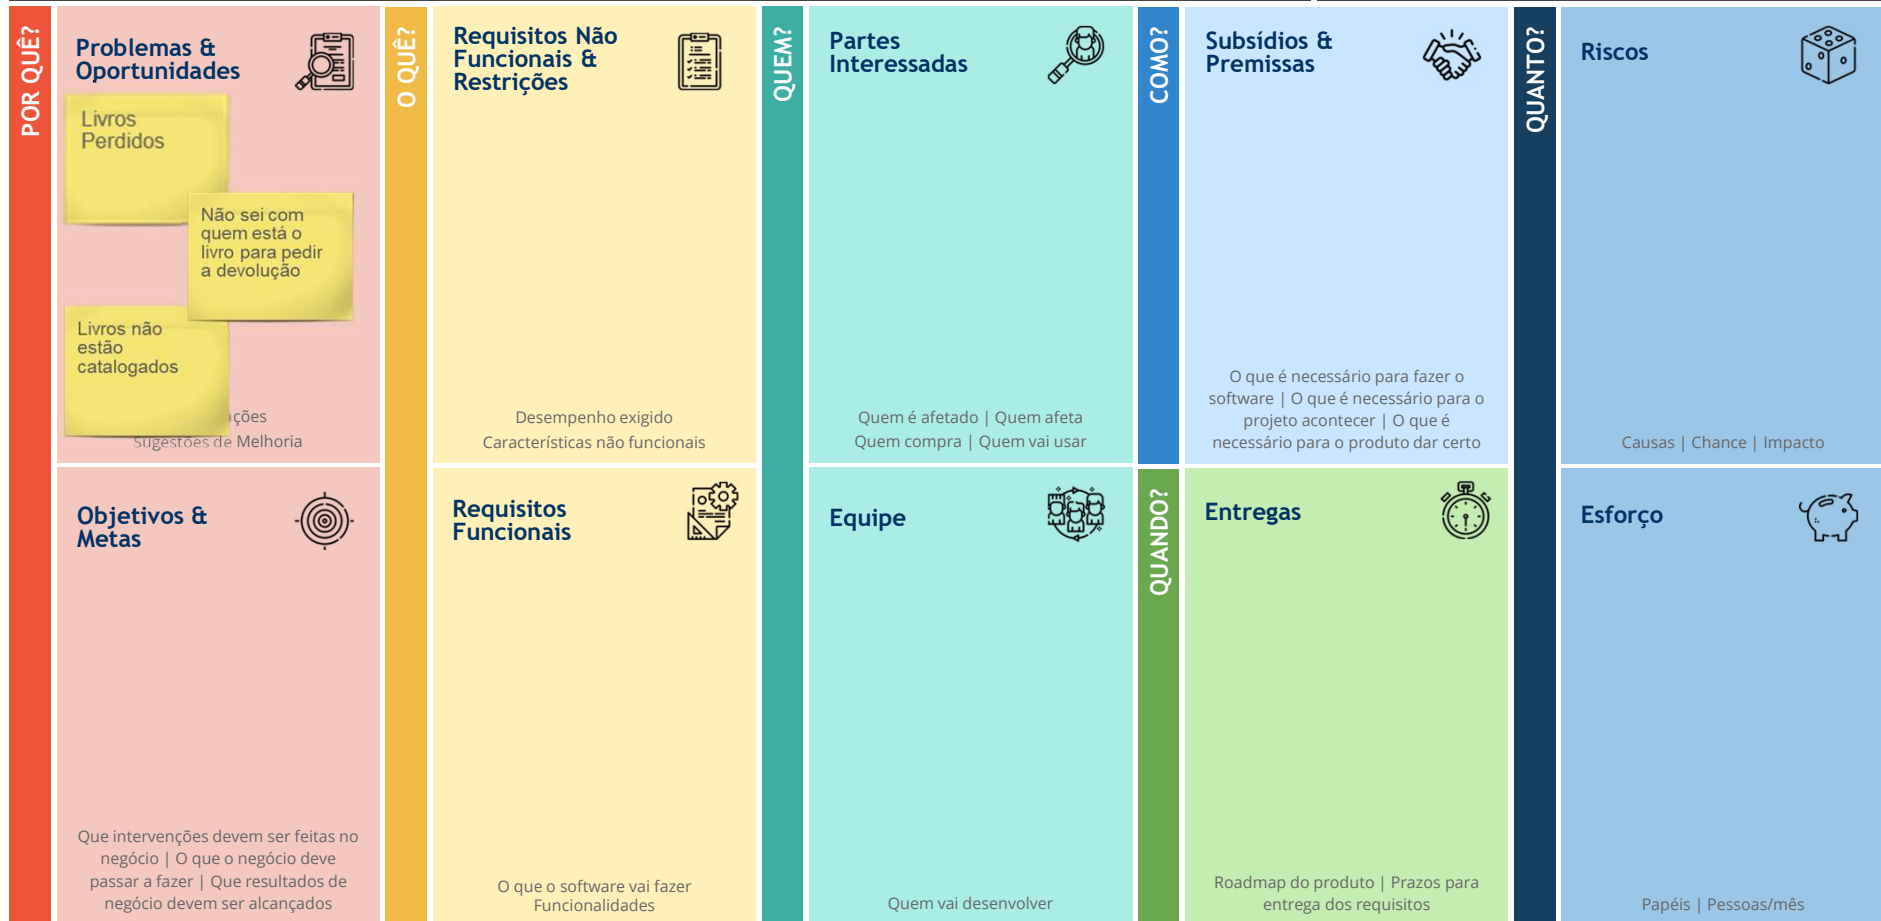 POR QUÊ?
Problemas &
Oportunidades
Livros
Perdidos
Não sei com
quem está o
livro para pedir
a devolução
Livros não
estão
catalogados
ções
Sugestões de Melhoria
Objetivos &
Metas
Que intervenções devem ser feitas no
negócio | O que o negócio deve
passar a fazer | Que resultados de
negócio devem ser alcançados
O QUÊ?
Requisitos Não
Funcionais &
Restrições
Desempenho exigido
Características não funcionais
Requisitos
Funcionais
O que o software vai fazer
Funcionalidades
QUEM?
Partes
Interessadas
Quem é afetado | Quem afeta
Quem compra | Quem vai usar
Equipe
Quem vai desenvolver
COMO?
Subsídios &
Premissas
O que é necessário para fazer o
software | O que é necessário para o
projeto acontecer | O que é
necessário para o produto dar certo
QUANDO?
Entregas
Roadmap do produto | Prazos para
entrega dos requisitos
QUANTO?
Riscos
Causas | Chance | Impacto
Esforço
Papéis | Pessoas/mês